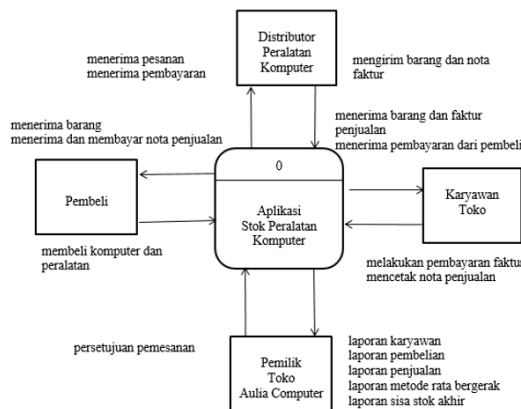 Distributor
Peralatan
Komputer
menerima pesanan
menerima pembayaran
mengirim barang dan nota
faktur
menerima barang
menerima dan membayar nota penjualan
menerima barang dan faktur
penjualan
menerima pembayaran dari pembeli
0
Aplikasi
Stok Peralatan
Komputer
Pembeli
Karyawan
Toko
membeli komputer dan
peralatan
melakukan pembayaran faktur
mencetak nota penjualan
persetujuan pemesanan
Pemilik
Toko
Aulia Computer
laporan karyawan
laporan pembelian
laporan penjualan
laporan metode rata bergerak
laporan sisa stok akhir